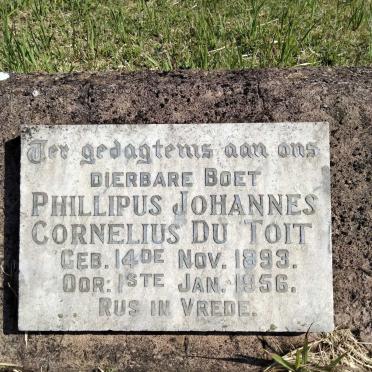 Ter gedagtenis aan ons
DIERBARE BOET
PHILLIPUS JOHANNES
CORNELIUS DU TOIT
GEB. 14DE NOV. 1893.
OOR: 1STE JAN. 1956.
RUS IN VREDE.